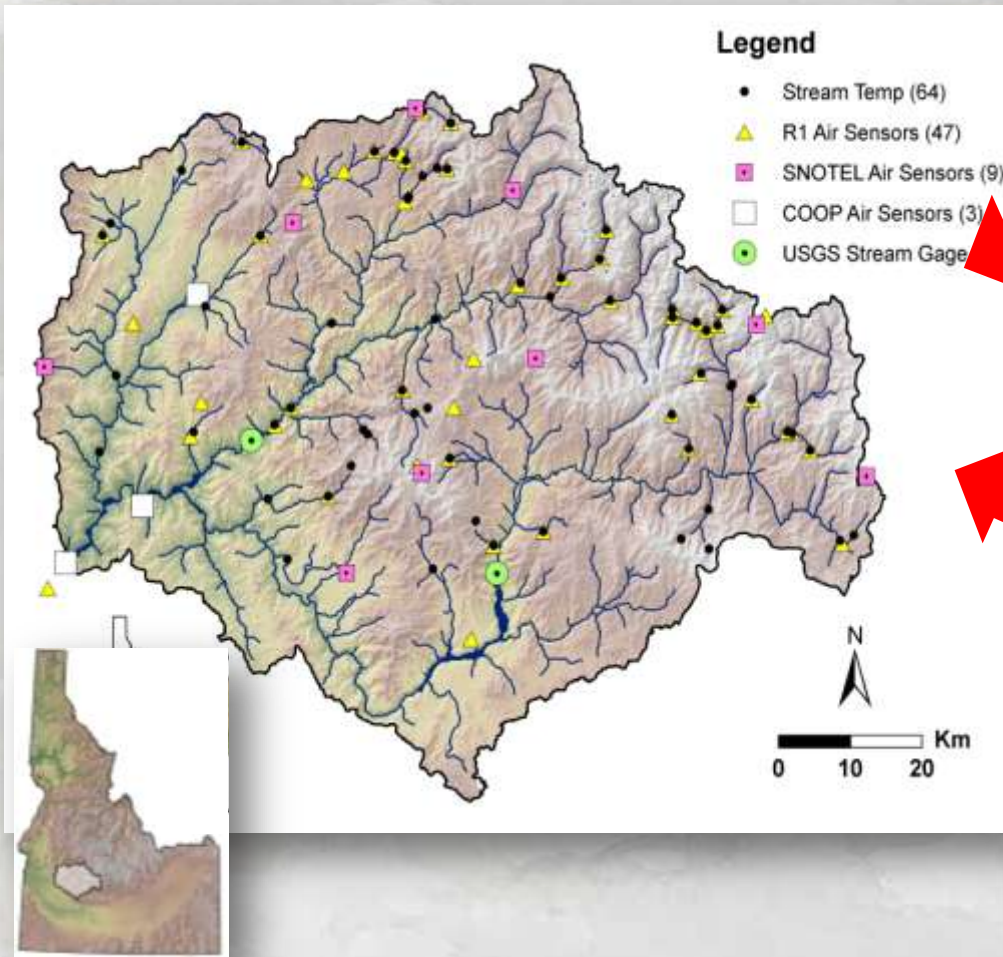 Legend
Stream Temp (64)
R1 Air Sensors (47)
SNOTEL Air Sensors (9)
COOP Air Sensors (3)
USGS Stream Gage
N
Km
0 10 20